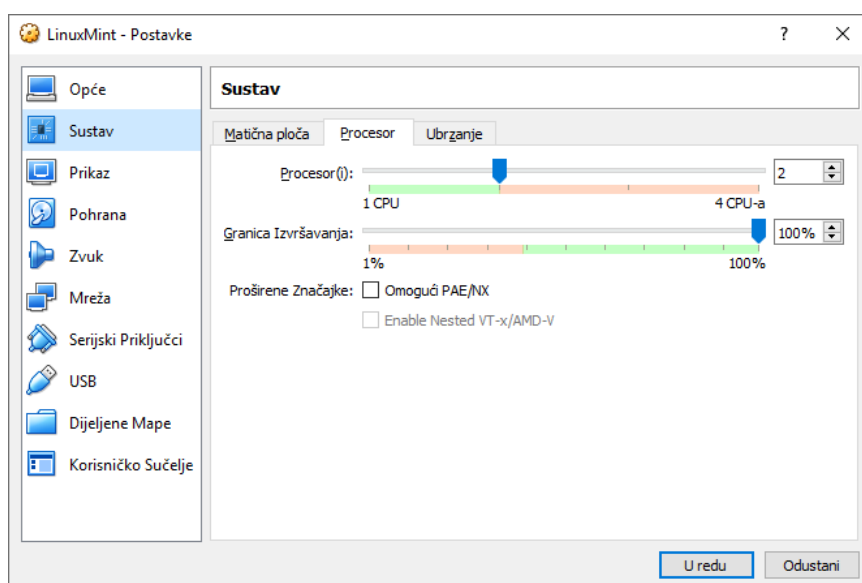 LinuxMint - Postavke
?
Opće
Sustav
Prikaz
Pohrana
Zvuk
Mreža
Serijski Priključci
USB
Dijeljene Mape
Korisničko Sučelje
Sustav
Matična ploča Procesor Ubrzanje
Procesor(i): 2
1 CPU 4 CPU-a
Granica Izvršavanja: 100%
1% 100%
Proširene Značajke: Omogući PAE/NX
Enable Nested VT-x/AMD-V
U redu Odustani